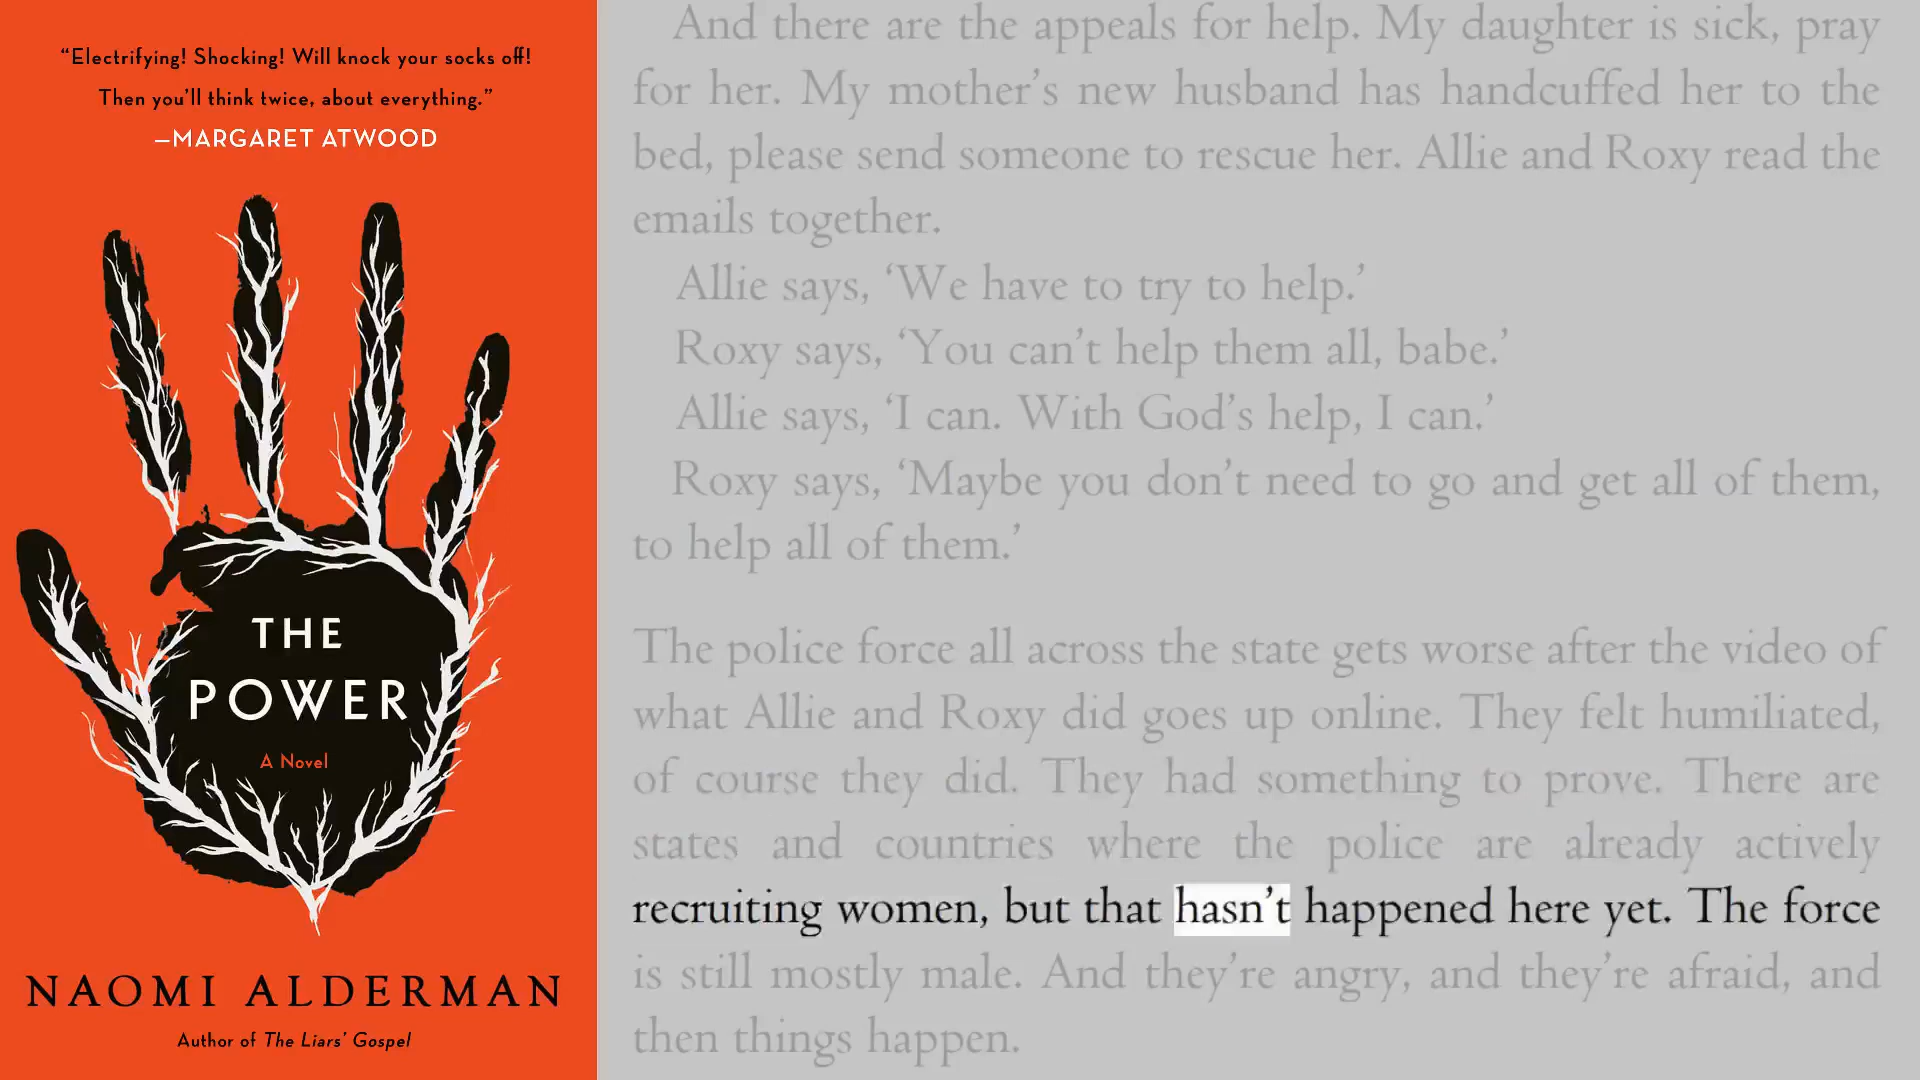 “Electrifying! Shocking! Will knock your socks off!
Then you’ll think twice, about everything.”
—MARGARET ATWOOD
THE
POWER
A Novel
NAOMI ALDERMAN
Author of The Liars’ Gospel
And there are the appeals for help. My daughter is sick, pray
for her. My mother’s new husband has handcuffed her to the
bed, please send someone to rescue her. Allie and Roxy read the
emails together.
Allie says, ‘We have to try to help.’
Roxy says, ‘You can’t help them all, babe.’
Allie says, ‘I can. With God’s help, I can.’
Roxy says, ‘Maybe you don’t need to go and get all of them,
to help all of them.’
The police force all across the state gets worse after the video of
what Allie and Roxy did goes up online. They felt humiliated,
of course they did. They had something to prove. There are
states and countries where the police are already actively
recruiting women, but that hasn’t happened here yet. The force
is still mostly male. And they’re angry, and they’re afraid, and
then things happen.